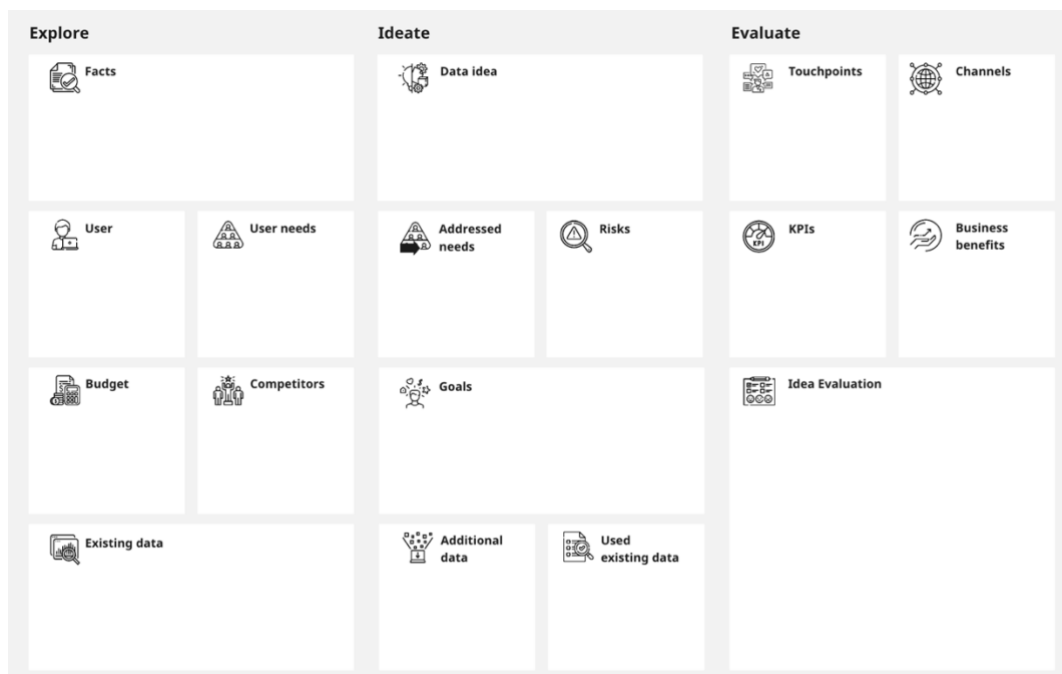 Explore
Facts
User
User needs
Budget
Competitors
Existing data
Ideate
Data idea
Addressed
needs
Risks
Goals
Additional
data
Used
existing data
Evaluate
Touchpoints
Channels
KPI
KPIs
Business
benefits
Idea Evaluation